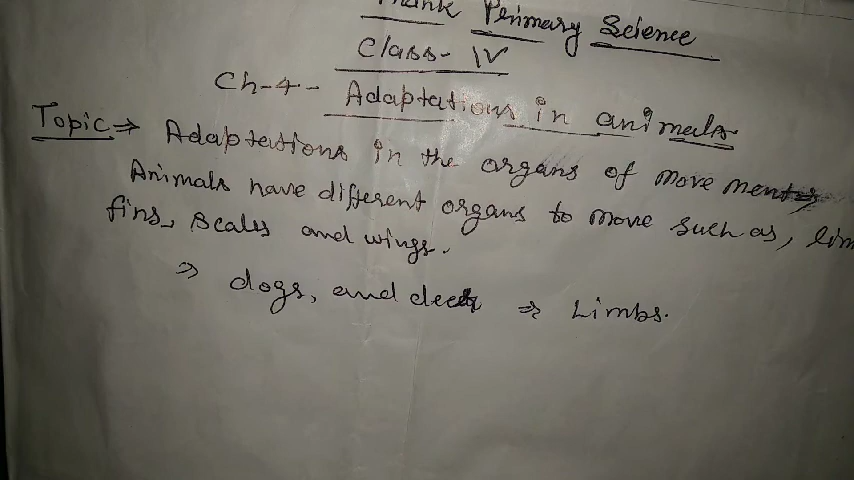 Primary Science
Class- IV
Ch-4- Adaptations in animals
Topic⇒ Adaptations in the organs of movement
Animals have different organs to move such as,
fins, scales and wings.
⇒ dogs, and deer ⇒ Limbs.